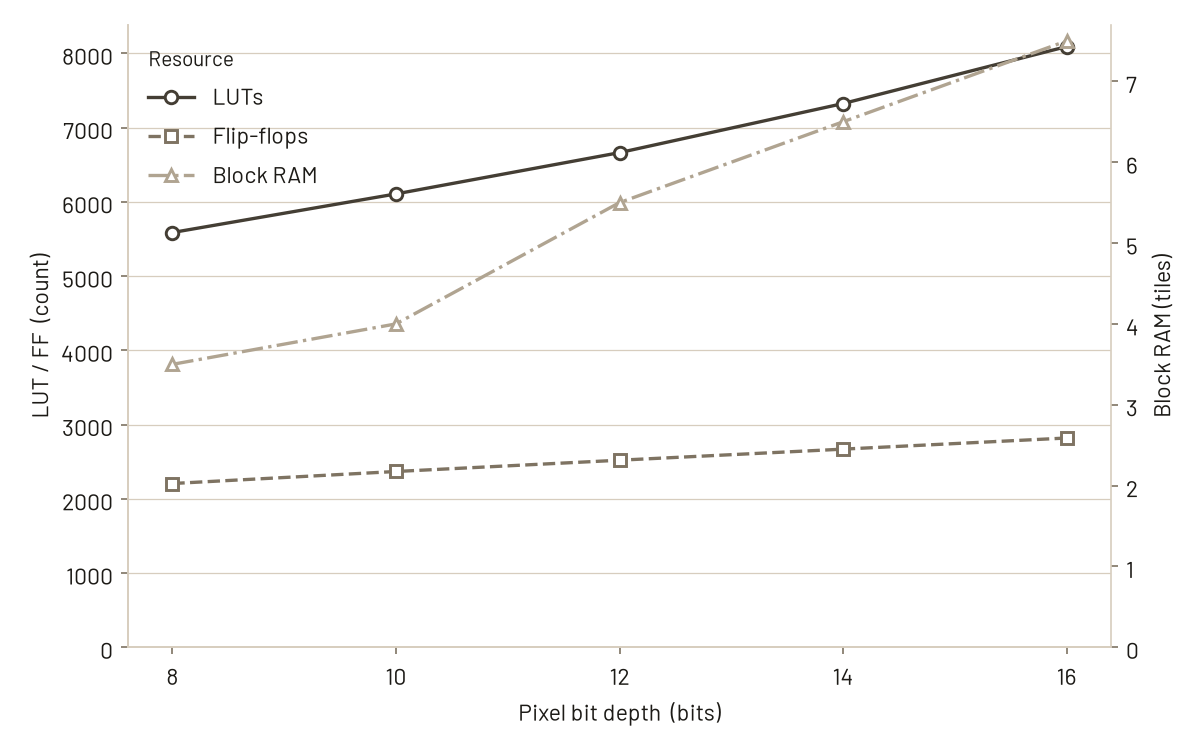 Resource
LUTs
Flip-flops
Block RAM
LUT / FF (count)
8000
7000
6000
5000
4000
3000
2000
1000
0
Block RAM (tiles)
7
6
5
4
3
2
1
0
8 10 12 14 16
Pixel bit depth (bits)